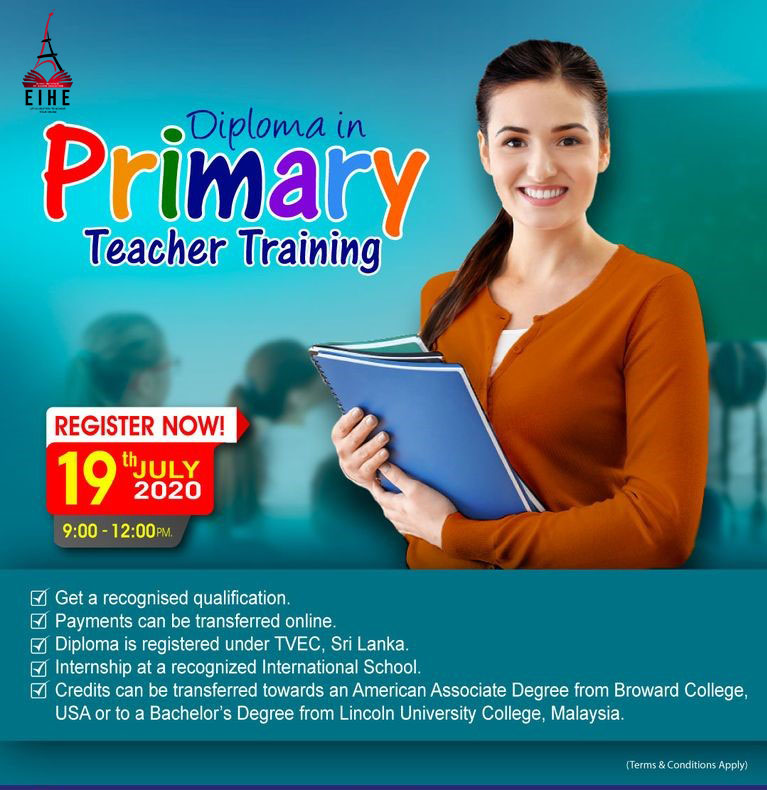 EIHE
Diploma in
Primary
Teacher Training
REGISTER NOW!
19th JULY
2020
9:00 - 12:00PM.
Get a recognised qualification.
Payments can be transferred online.
Diploma is registered under TVEC, Sri Lanka.
Internship at a recognized International School.
Credits can be transferred towards an American Associate Degree from Broward College,
USA or to a Bachelor's Degree from Lincoln University College, Malaysia.
(Terms & Conditions Apply)